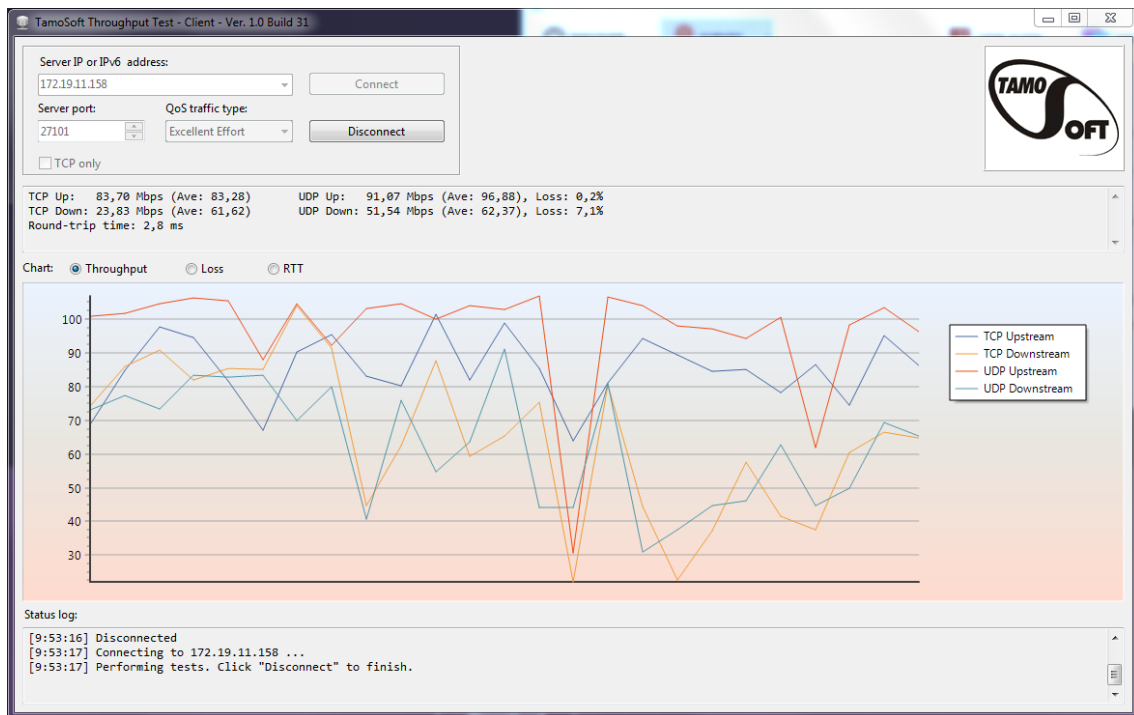 TamoSoft Throughput Test - Client - Ver. 1.0 Build 31
Server IP or IPv6 address:
172.19.11.158
Connect
Server port:
QoS traffic type:
27101
Excellent Effort
Disconnect
TCP only
TAMO
SOFT
TCP Up: 83,70 Mbps (Ave: 83,28) UDP Up: 91,07 Mbps (Ave: 96,88), Loss: 0,2%
TCP Down: 23,83 Mbps (Ave: 61,62) UDP Down: 51,54 Mbps (Ave: 62,37), Loss: 7,1%
Round-trip time: 2,8 ms
Chart: Throughput Loss RTT
100
90
80
70
60
50
40
30
TCP Upstream
TCP Downstream
UDP Upstream
UDP Downstream
Status log:
[9:53:16] Disconnected
[9:53:17] Connecting to 172.19.11.158 ...
[9:53:17] Performing tests. Click "Disconnect" to finish.